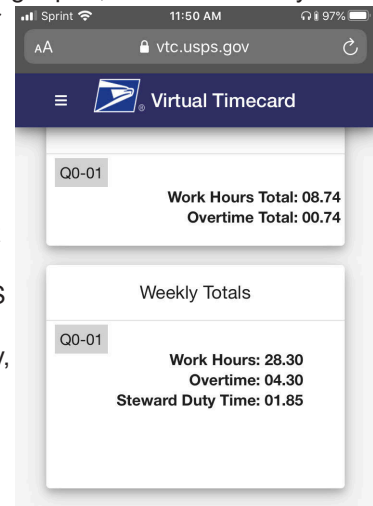 Sprint 11:50 AM 97%
AA vtc.usps.gov
Virtual Timecard
Q0-01
Work Hours Total: 08.74
Overtime Total: 00.74
Weekly Totals
Q0-01
Work Hours: 28.30
Overtime: 04.30
Steward Duty Time: 01.85